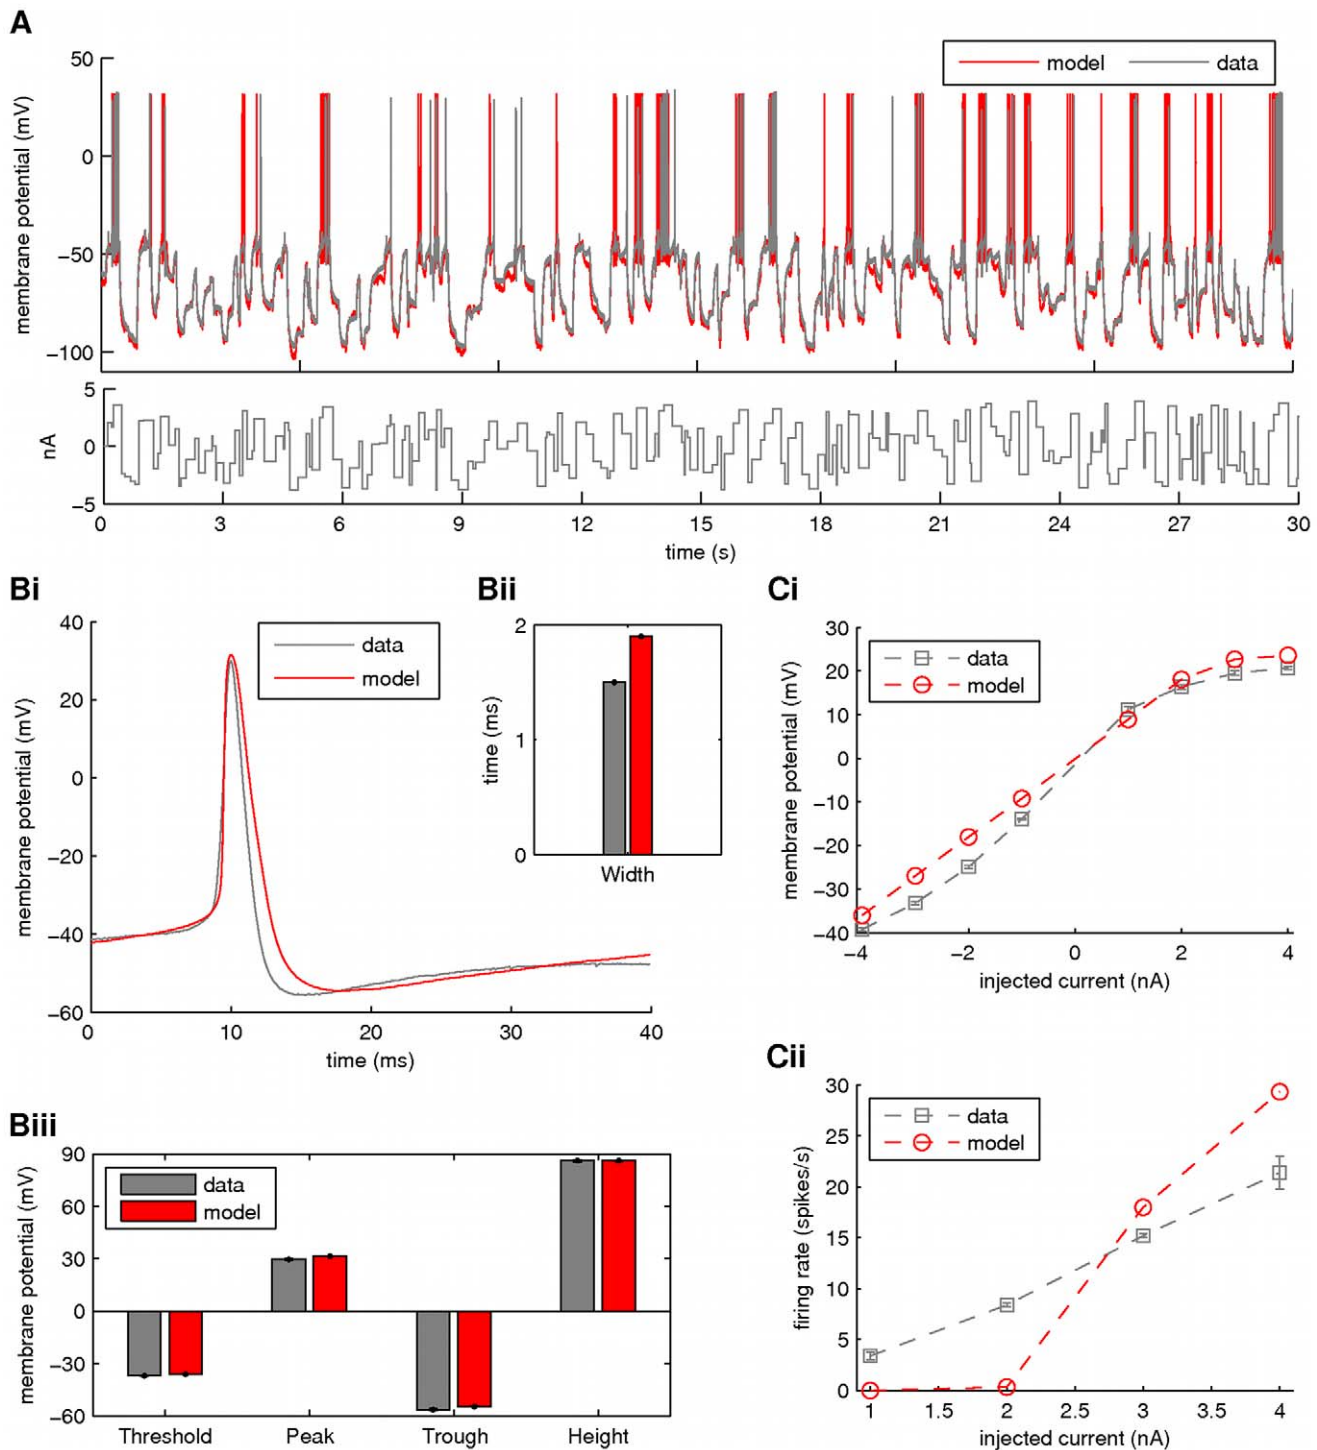 A
50
0
−50
−100
membrane potential (mV)
model
data
5
0
−5
nA
0 3 6 9 12 15 18 21 24 27 30
time (s)
Bi
40
20
0
−20
−40
−60
membrane potential (mV)
data
model
0 10 20 30 40
time (ms)
Bii
2
1
0
time (ms)
Width
Ci
30
20
10
0
−10
−20
−30
−40
membrane potential (mV)
data
model
−4 −2 0 2 4
injected current (nA)
Biii
90
60
30
0
−30
−60
membrane potential (mV)
data
model
Threshold Peak Trough Height
Cii
30
25
20
15
10
5
0
firing rate (spikes/s)
data
model
1 1.5 2 2.5 3 3.5 4
injected current (nA)